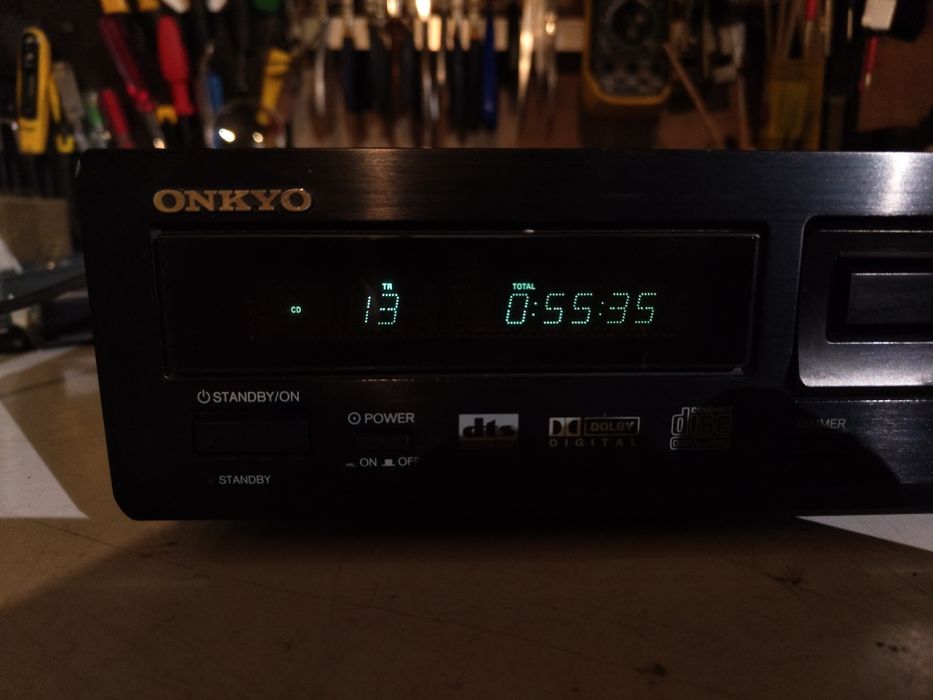 ONKYO
TR
TOTAL
CD
13
0:55:35
STANDBY/ON
POWER
ON OFF
STANDBY
dts
DOLBY
DIGITAL
COMPACT
disc
DIMMER